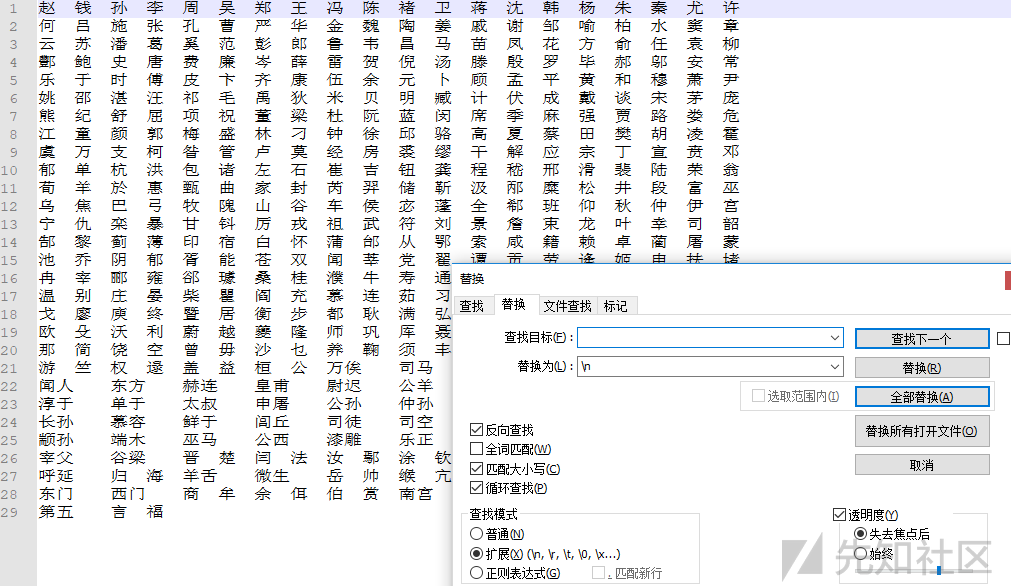 1 赵 钱 孙 李 周 吴 郑 王 冯 陈 褚 卫 蒋 沈 韩 杨 朱 秦 尤 许
2 何 吕 施 张 孔 曹 严 华 金 魏 陶 姜 戚 谢 邹 喻 柏 水 窦 章
3 云 苏 潘 葛 奚 范 彭 郎 鲁 韦 昌 马 苗 凤 花 方 俞 任 袁 柳
4 酆 鲍 史 唐 费 廉 岑 薛 雷 贺 倪 汤 滕 殷 罗 毕 郝 邬 安 常
5 乐 于 时 傅 皮 卞 齐 康 伍 余 元 卜 顾 孟 平 黄 和 穆 萧 尹
6 姚 邵 湛 汪 祁 毛 禹 狄 米 贝 明 臧 计 伏 成 戴 谈 宋 茅 庞
7 熊 纪 舒 屈 项 祝 董 梁 杜 阮 蓝 闵 席 季 麻 强 贾 路 娄 危
8 江 童 颜 郭 梅 盛 林 刁 钟 徐 邱 骆 高 夏 蔡 田 樊 胡 凌 霍
9 虞 万 支 柯 昝 管 卢 莫 经 房 裘 缪 干 解 应 宗 丁 宣 贲 邓
10 郁 单 杭 洪 包 诸 左 石 崔 吉 钮 龚 程 嵇 邢 滑 裴 陆 荣 翁
11 荀 羊 於 惠 甄 曲 家 封 芮 羿 储 靳 汲 邴 糜 松 井 段 富 巫
12 乌 焦 巴 弓 牧 隗 山 谷 车 侯 宓 蓬 全 郗 班 仰 秋 仲 伊 宫
13 宁 仇 栾 暴 甘 钭 厉 戎 祖 武 符 刘 景 詹 束 龙 叶 幸 司 韶
14 郜 黎 蓟 薄 印 宿 白 怀 蒲 邰 从 鄂 索 咸 籍 赖 卓 蔺 屠 蒙
15 池 乔 阴 郁 胥 能 苍 双 闻 莘 党 翟 谭 贡 劳 逄 姬 申 扶 堵
16 冉 宰 郦 雍 郤 璩 桑 桂 濮 牛 寿 通
17 温 别 庄 晏 柴 瞿 阎 充 慕 连 茹 习
18 戈 廖 庾 终 暨 居 衡 步 都 耿 满 弘
19 欧 殳 沃 利 蔚 越 夔 隆 师 巩 厍 聂
20 那 简 饶 空 曾 毋 沙 乜 养 鞠 须 丰
21 游 竺 权 逯 盖 益 桓 公 万俟 司马
22 闻人 东方 赫连 皇甫 尉迟 公羊
23 淳于 单于 太叔 申屠 公孙 仲孙
24 长孙 慕容 鲜于 闾丘 司徒 司空
25 颛孙 端木 巫马 公西 漆雕 乐正
26 宰父 谷梁 晋 楚 闫 法 汝 鄢 涂 钦
27 呼延 归 海 羊舌 微生 岳 帅 缑 亢
28 东门 西门 商 牟 佘 佴 伯 赏 南宫
29 第五 言 福
替换
查找 替换 文件查找 标记
查找目标(F)： 查找下一个
替换为(L)： \n 替换(R)
选取范围内(I) 全部替换(A)
替换所有打开文件(O)
取消
反向查找
全词匹配(W)
匹配大小写(C)
循环查找(P)
查找模式
普通(N)
扩展(X) (\n, \r, \t, \0, \x...)
正则表达式(G) . 匹配新行
透明度(Y)
失去焦点后
始终
先知社区